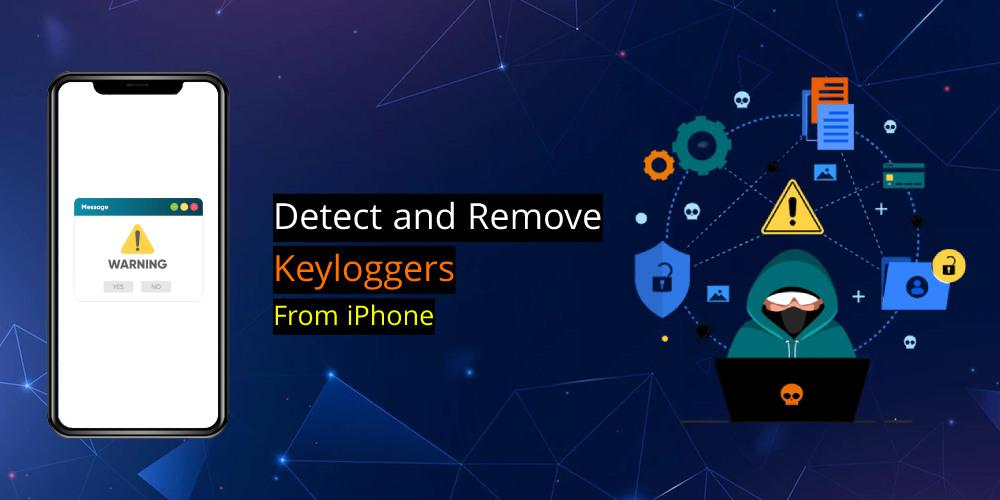 Message
WARNING
YES NO
Detect and Remove
Keyloggers
From iPhone